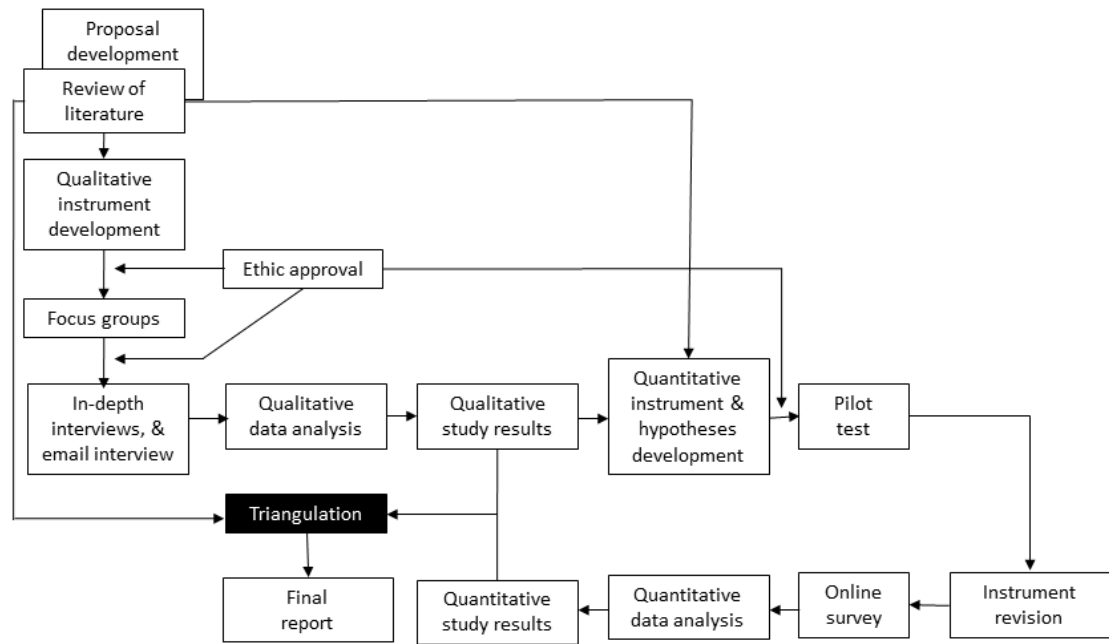 Proposal
development
Review of
literature
Qualitative
instrument
development
Ethic approval
Focus groups
In-depth
interviews, &
email interview
Qualitative
data analysis
Qualitative
study results
Quantitative
instrument &
hypotheses
development
Pilot
test
Triangulation
Final
report
Quantitative
study results
Quantitative
data analysis
Online
survey
Instrument
revision